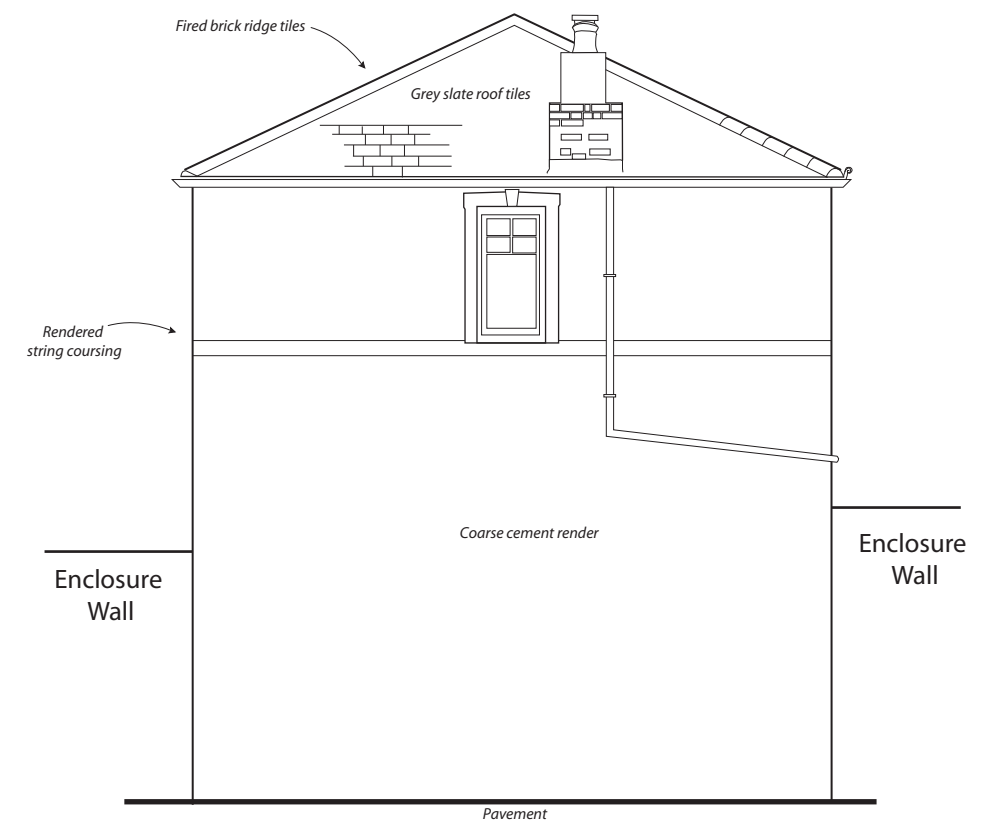 Fired brick ridge tiles
Grey slate roof tiles
Rendered
string coursing
Coarse cement render
Enclosure
Wall
Enclosure
Wall
Pavement